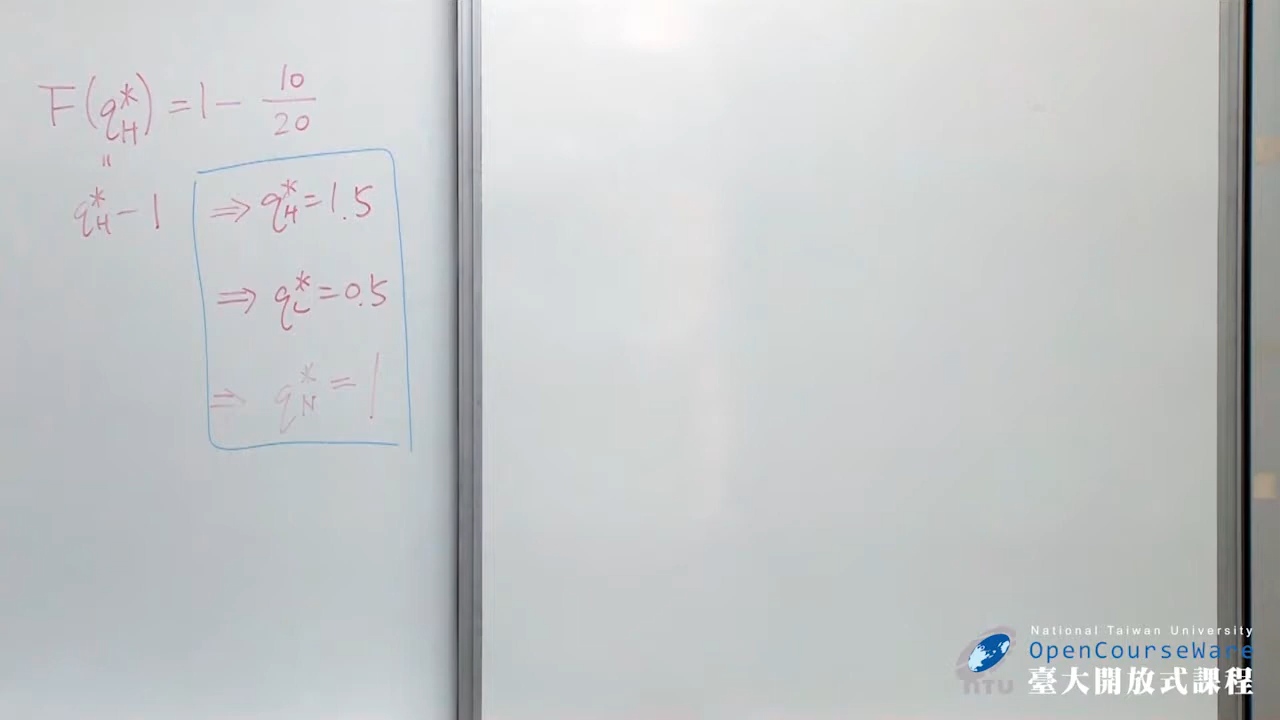 F(q*H) = 1 - 10/20
"
q*H - 1 ⇒ q*H = 1.5
⇒ q*L = 0.5
⇒ q*N = 1
National Taiwan University
OpenCourseWare
NTU 臺大開放式課程